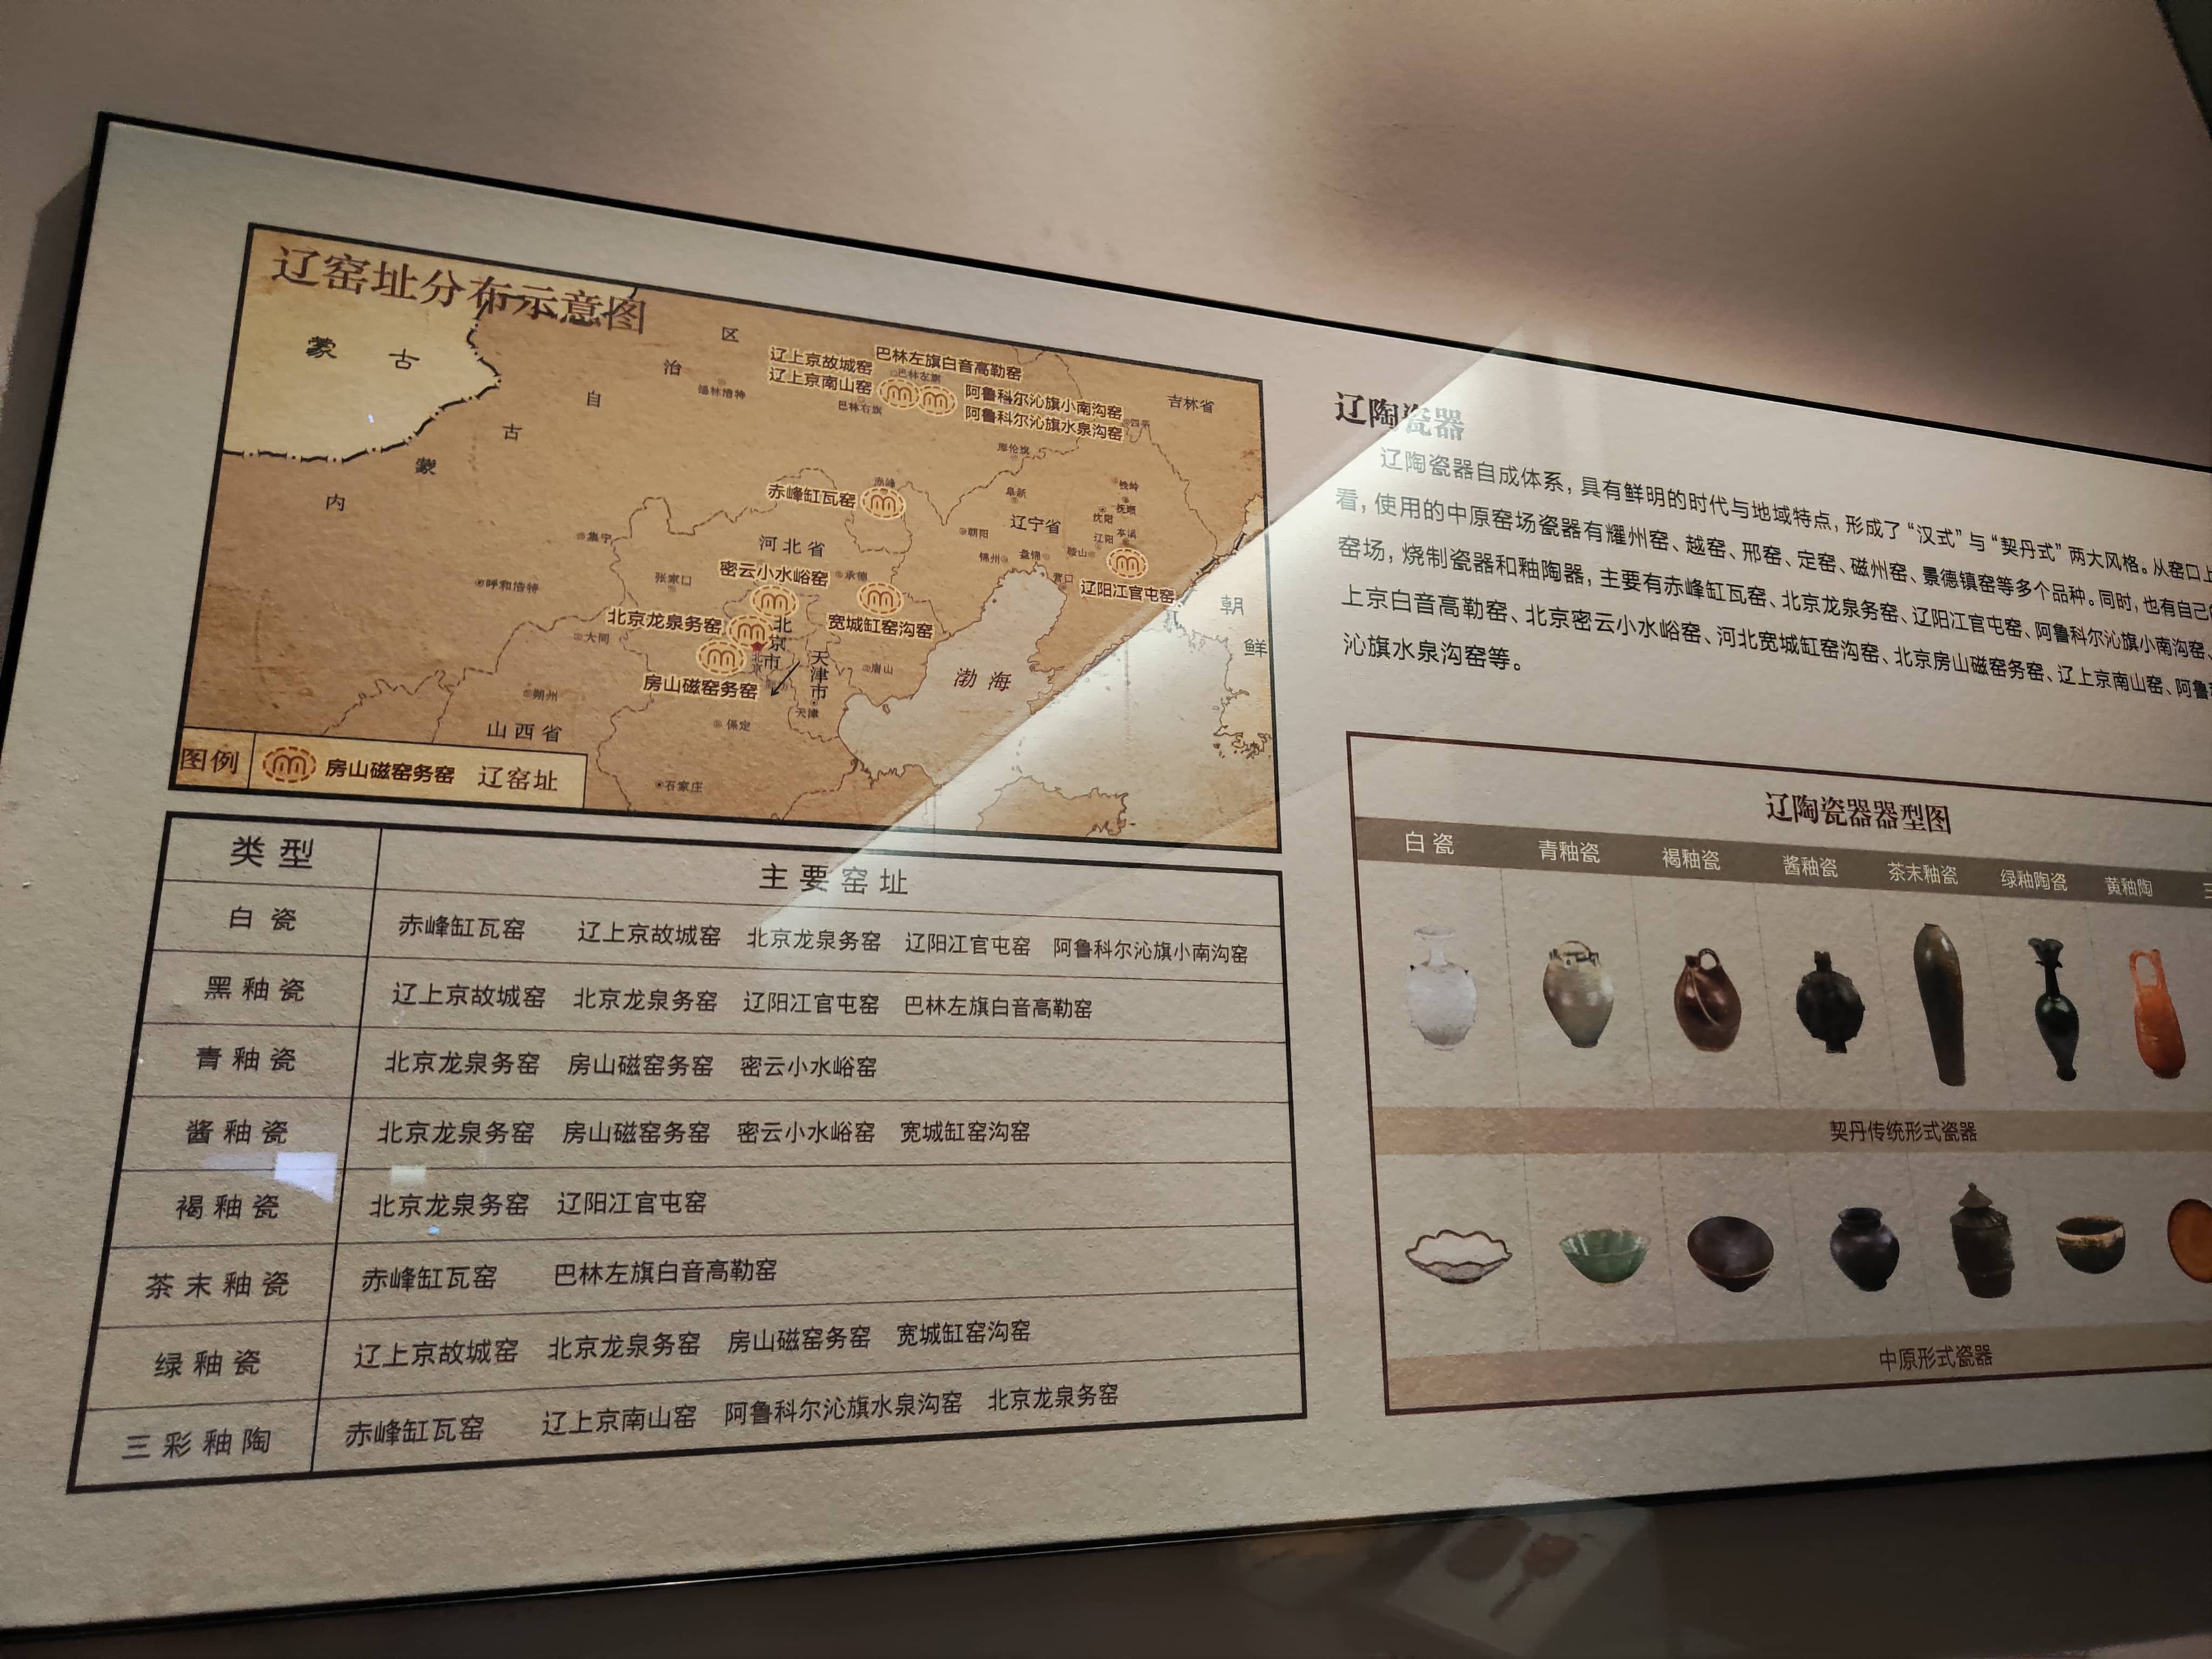 辽窑址分布示意图
蒙 古
区
治
自
古
蒙
内
辽上京故城窑
巴林左旗白音高勒窑
辽上京南山窑
巴林左旗
阿鲁科尔沁旗小南沟窑
锡林浩特
巴林右旗
阿鲁科尔沁旗水泉沟窑
吉林省
四平
库伦旗
赤峰缸瓦窑
赤峰
阜新
铁岭
抚顺
沈阳
辽宁省
本溪
辽阳
朝阳
集宁
河北省
锦州
盘锦
鞍山
密云小水峪窑
承德
营口
辽阳江官屯窑
呼和浩特
张家口
北京龙泉务窑
宽城缸窑沟窑
朝
鲜
大同
北京市
北京
天津市
唐山
渤海
房山磁窑务窑
朔州
天津
保定
山西省
石家庄
图例 房山磁窑务窑 辽窑址
类型 主要窑址
白瓷 赤峰缸瓦窑 辽上京故城窑 北京龙泉务窑 辽阳江官屯窑 阿鲁科尔沁旗小南沟窑
黑釉瓷 辽上京故城窑 北京龙泉务窑 辽阳江官屯窑 巴林左旗白音高勒窑
青釉瓷 北京龙泉务窑 房山磁窑务窑 密云小水峪窑
酱釉瓷 北京龙泉务窑 房山磁窑务窑 密云小水峪窑 宽城缸窑沟窑
褐釉瓷 北京龙泉务窑 辽阳江官屯窑
茶末釉瓷 赤峰缸瓦窑 巴林左旗白音高勒窑
绿釉瓷 辽上京故城窑 北京龙泉务窑 房山磁窑务窑 宽城缸窑沟窑
三彩釉陶 赤峰缸瓦窑 辽上京南山窑 阿鲁科尔沁旗水泉沟窑 北京龙泉务窑
辽陶瓷器
辽陶瓷器自成体系，具有鲜明的时代与地域特点，形成了“汉式”与“契丹式”两大风格。从窑口上
看，使用的中原窑场瓷器有耀州窑、越窑、邢窑、定窑、磁州窑、景德镇窑等多个品种。同时，也有自己的
窑场，烧制瓷器和釉陶器，主要有赤峰缸瓦窑、北京龙泉务窑、辽阳江官屯窑、阿鲁科尔沁旗小南沟窑、
上京白音高勒窑、北京密云小水峪窑、河北宽城缸窑沟窑、北京房山磁窑务窑、辽上京南山窑、阿鲁
沁旗水泉沟窑等。
辽陶瓷器器型图
白瓷 青釉瓷 褐釉瓷 酱釉瓷 茶末釉瓷 绿釉陶瓷 黄釉陶 三
契丹传统形式瓷器
中原形式瓷器